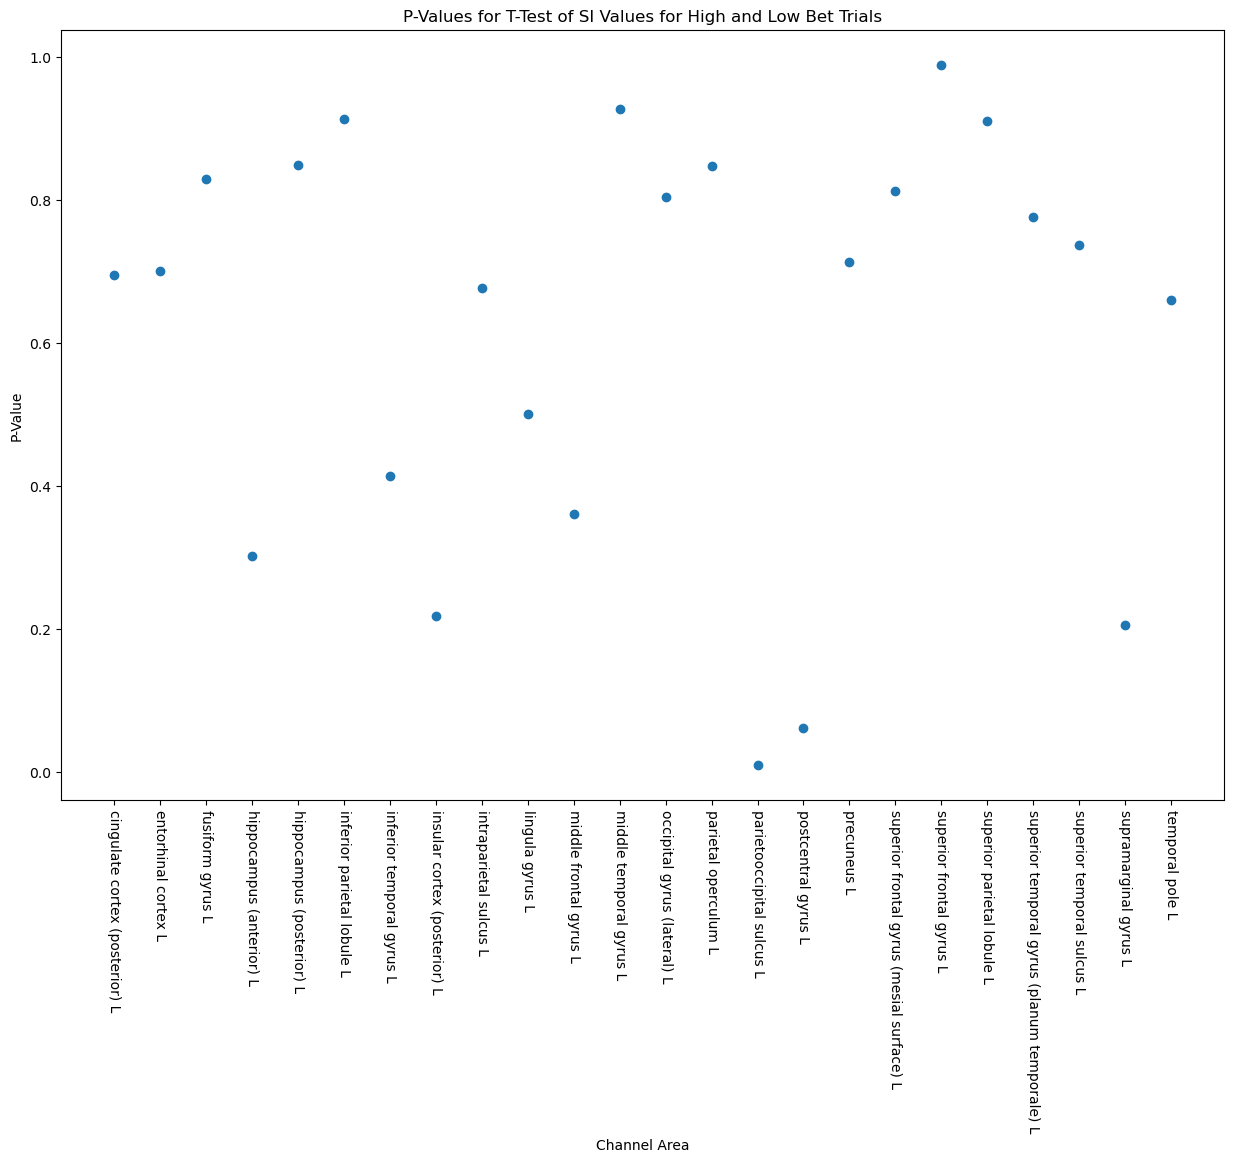 P-Values for T-Test of SI Values for High and Low Bet Trials
P-Value
1.0
0.8
0.6
0.4
0.2
0.0
cingulate cortex (posterior) L
entorhinal cortex L
fusiform gyrus L
hippocampus (anterior) L
hippocampus (posterior) L
inferior parietal lobule L
inferior temporal gyrus L
insular cortex (posterior) L
intraparietal sulcus L
lingula gyrus L
middle frontal gyrus L
middle temporal gyrus L
occipital gyrus (lateral) L
parietal operculum L
parietooccipital sulcus L
postcentral gyrus L
precuneus L
superior frontal gyrus (mesial surface) L
superior frontal gyrus L
superior parietal lobule L
superior temporal gyrus (planum temporale) L
superior temporal sulcus L
supramarginal gyrus L
temporal pole L
Channel Area